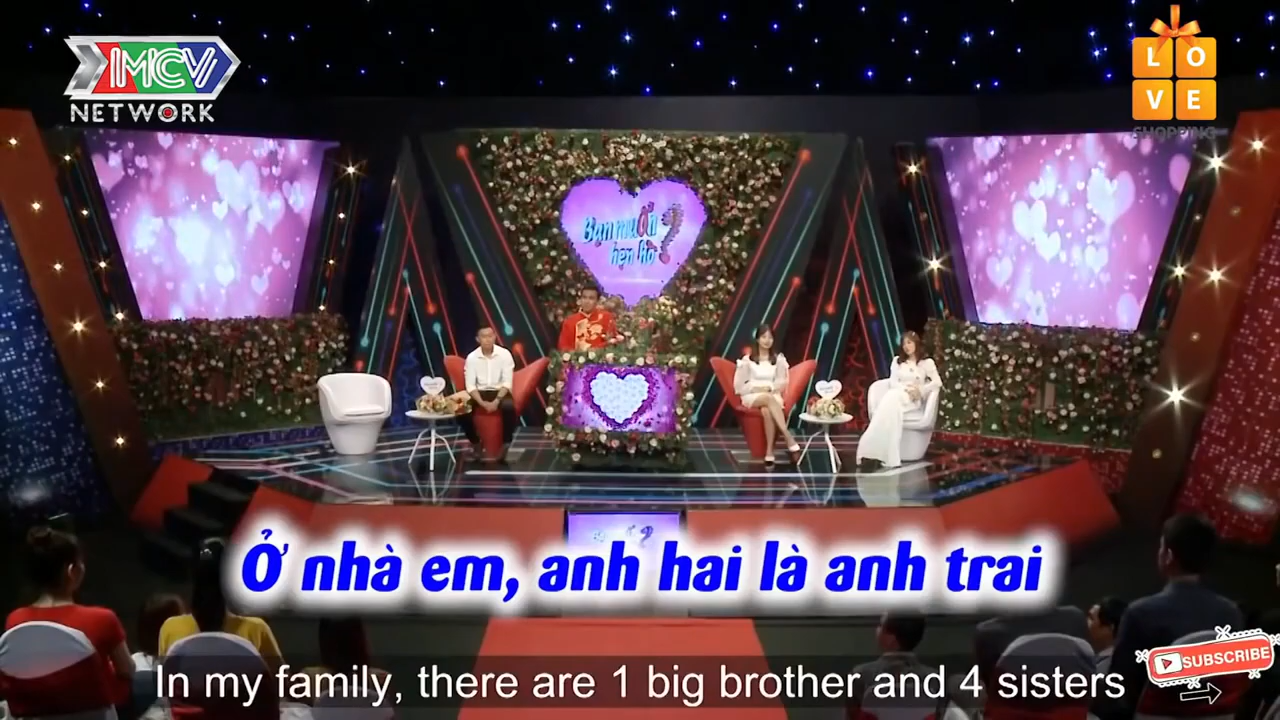 MCV
NETWORK
L O
V E
SHOPPING
Bạn muốn
hẹn hò ?
Ở nhà em, anh hai là anh trai
In my family, there are 1 big brother and 4 sisters
SUBSCRIBE